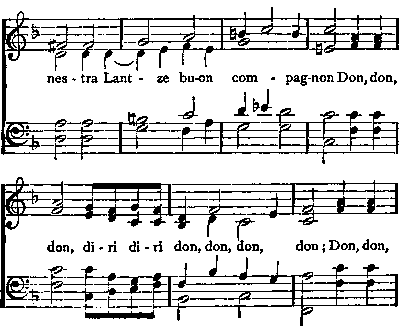 nes - tra Lant - ze bu-on com - pag-non Don, don,
don, di - ri di - ri don, don, don, don ; Don, don,